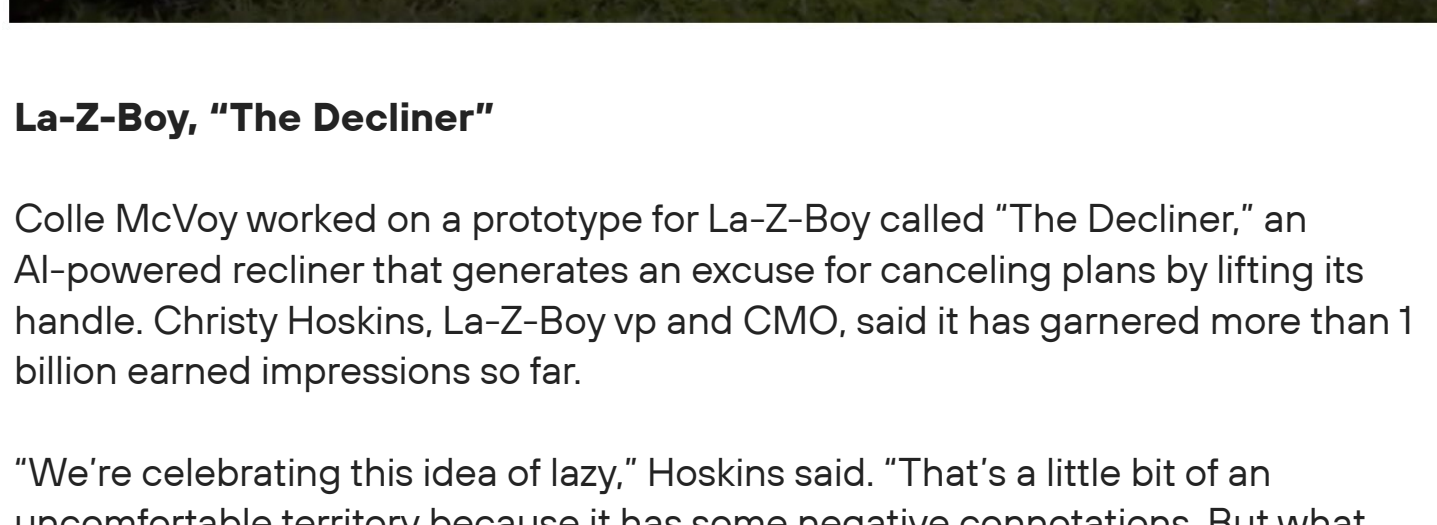 La-Z-Boy, “The Decliner”
Colle McVoy worked on a prototype for La-Z-Boy called “The Decliner,” an
AI-powered recliner that generates an excuse for canceling plans by lifting its
handle. Christy Hoskins, La-Z-Boy vp and CMO, said it has garnered more than 1
billion earned impressions so far.
“We’re celebrating this idea of lazy,” Hoskins said. “That’s a little bit of an
uncomfortable territory because it has some negative connotations. But what